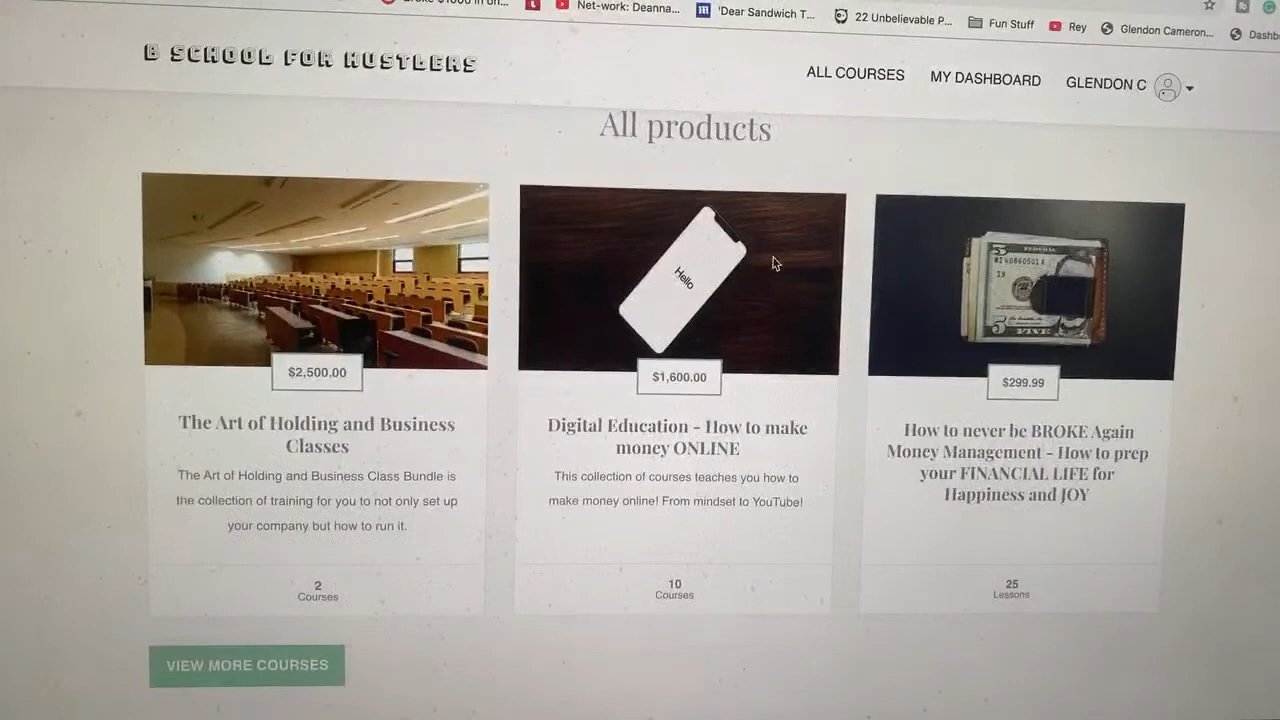 Net-work: Deanna...
'Dear Sandwich T...
22 Unbelievable P...
Fun Stuff
Rey
Glendon Cameron...
Dashb
B SCHOOL FOR HUSTLERS
ALL COURSES
MY DASHBOARD
GLENDON C
All products
Hello
$2,500.00
The Art of Holding and Business
Classes
The Art of Holding and Business Class Bundle is
the collection of training for you to not only set up
your company but how to run it.
2
Courses
$1,600.00
Digital Education - How to make
money ONLINE
This collection of courses teaches you how to
make money online! From mindset to YouTube!
10
Courses
5
FIVE
5
$299.99
How to never be BROKE Again
Money Management - How to prep
your FINANCIAL LIFE for
Happiness and JOY
25
Lessons
VIEW MORE COURSES